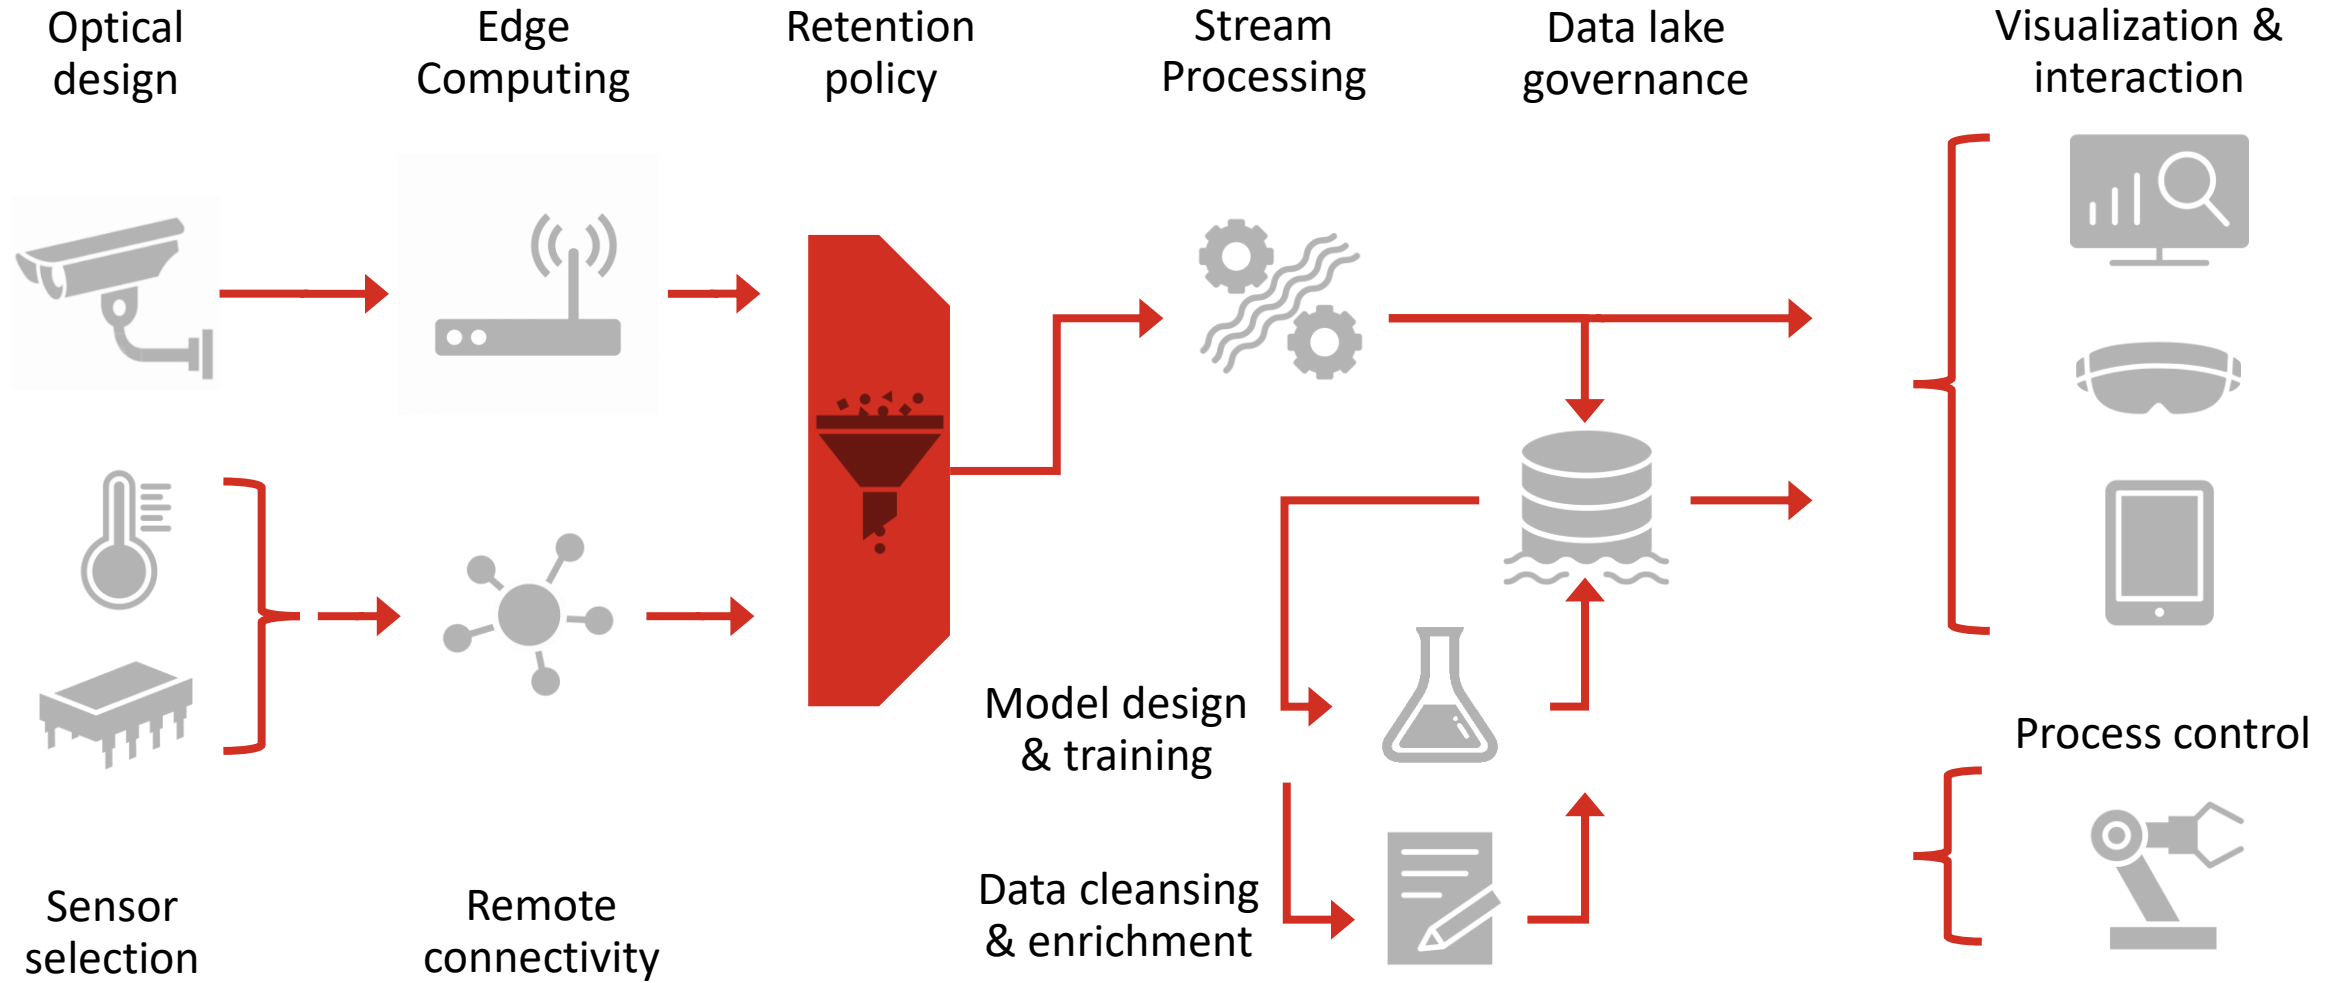 Optical
design
Edge
Computing
Retention
policy
Stream
Processing
Data lake
governance
Visualization &
interaction
Model design
& training
Process control
Data cleansing
& enrichment
Sensor
selection
Remote
connectivity